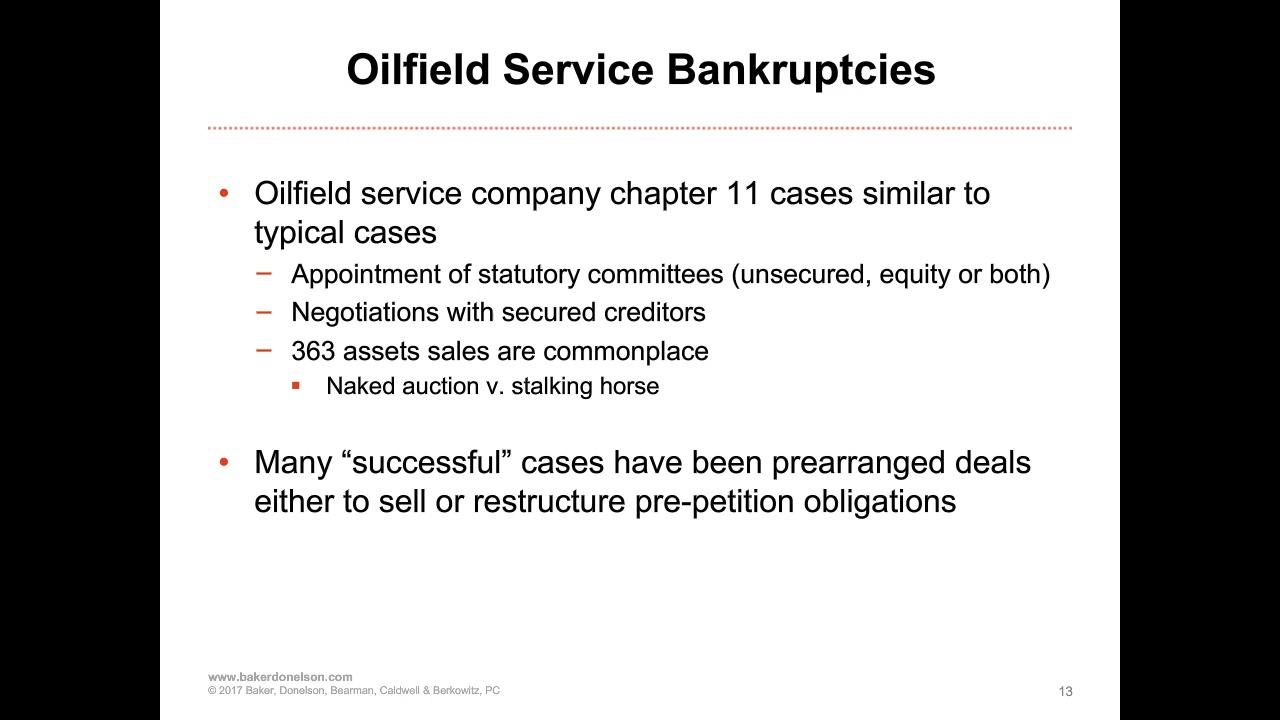 Oilfield Service Bankruptcies
• Oilfield service company chapter 11 cases similar to
typical cases
– Appointment of statutory committees (unsecured, equity or both)
– Negotiations with secured creditors
– 363 assets sales are commonplace
▪ Naked auction v. stalking horse
• Many “successful” cases have been prearranged deals
either to sell or restructure pre-petition obligations
www.bakerdonelson.com
© 2017 Baker, Donelson, Bearman, Caldwell & Berkowitz, PC
13